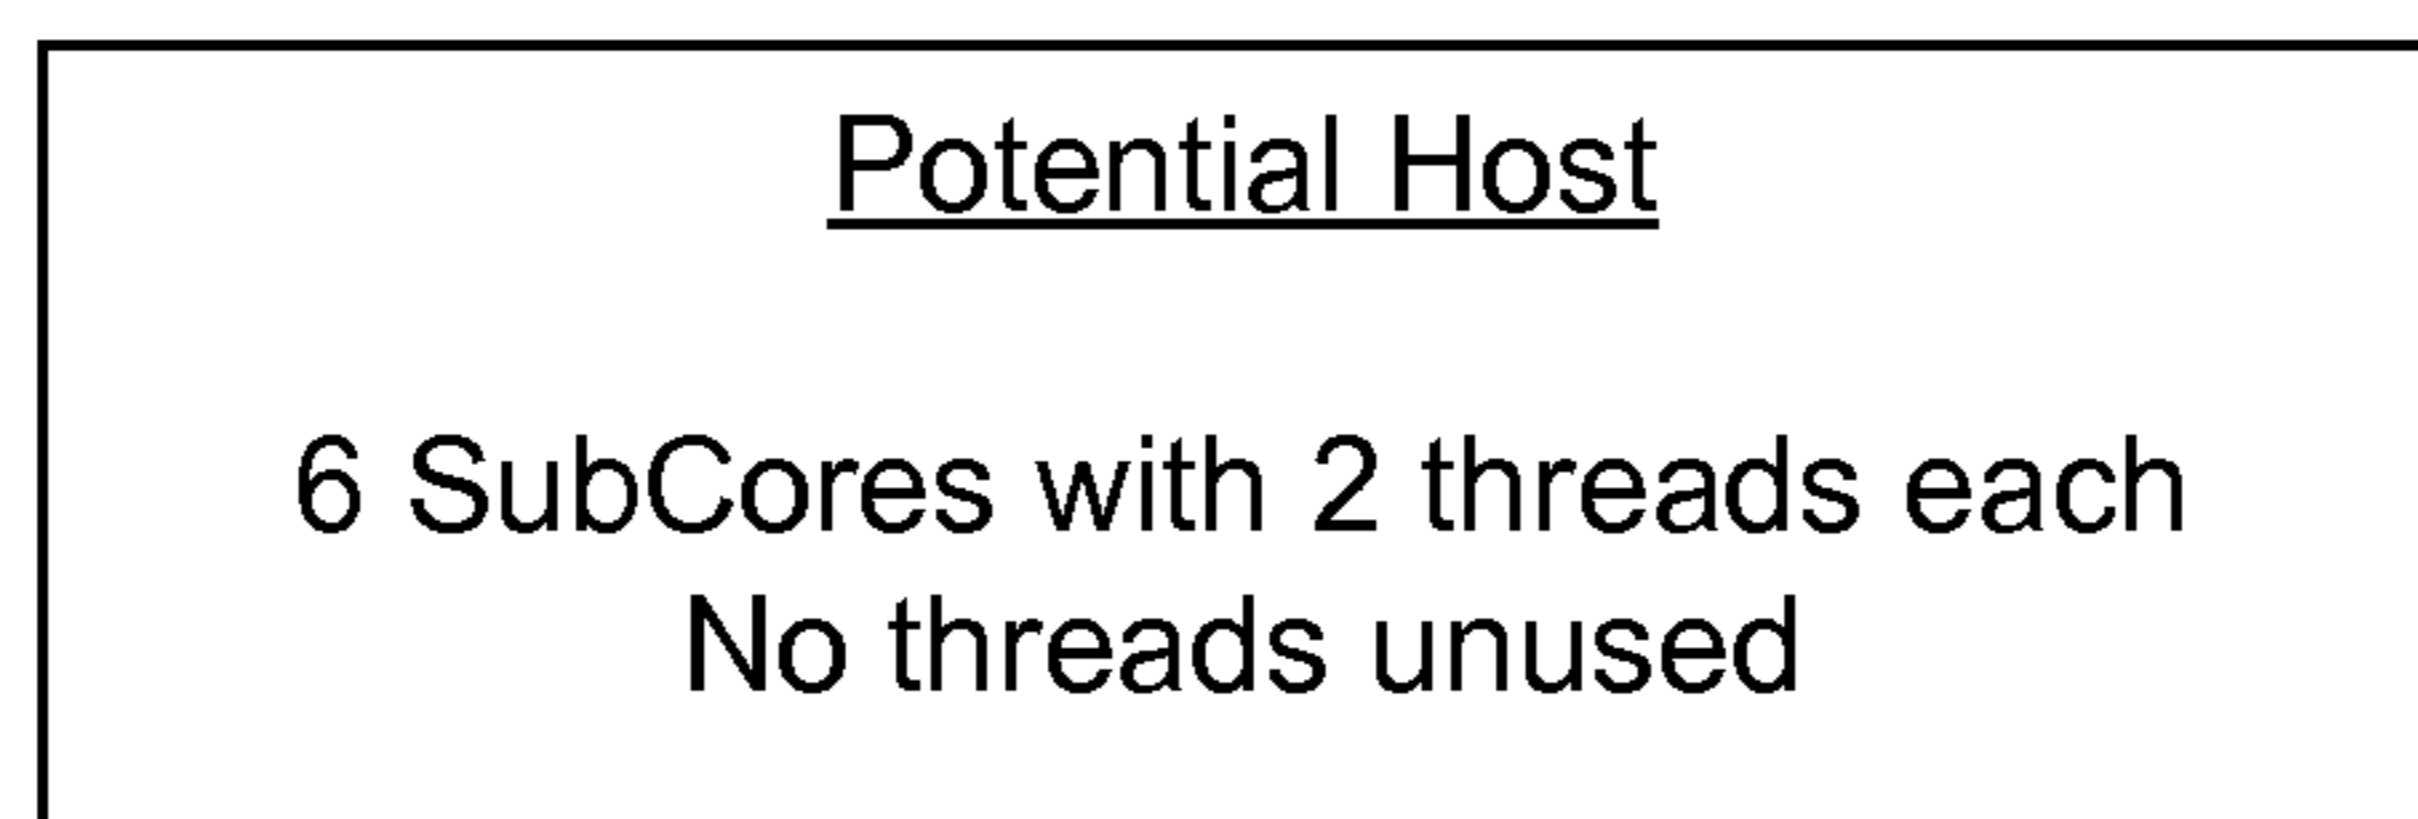 Potential Host
6 SubCores with 2 threads each
No threads unused